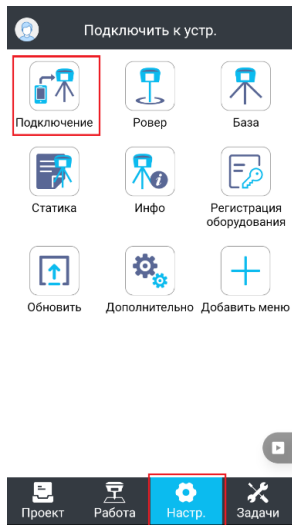 Подключить к устр.
Подключение
Ровер
База
Статика
Инфо
Регистрация
оборудования
Обновить
Дополнительно
Добавить меню
Проект
Работа
Настр.
Задачи